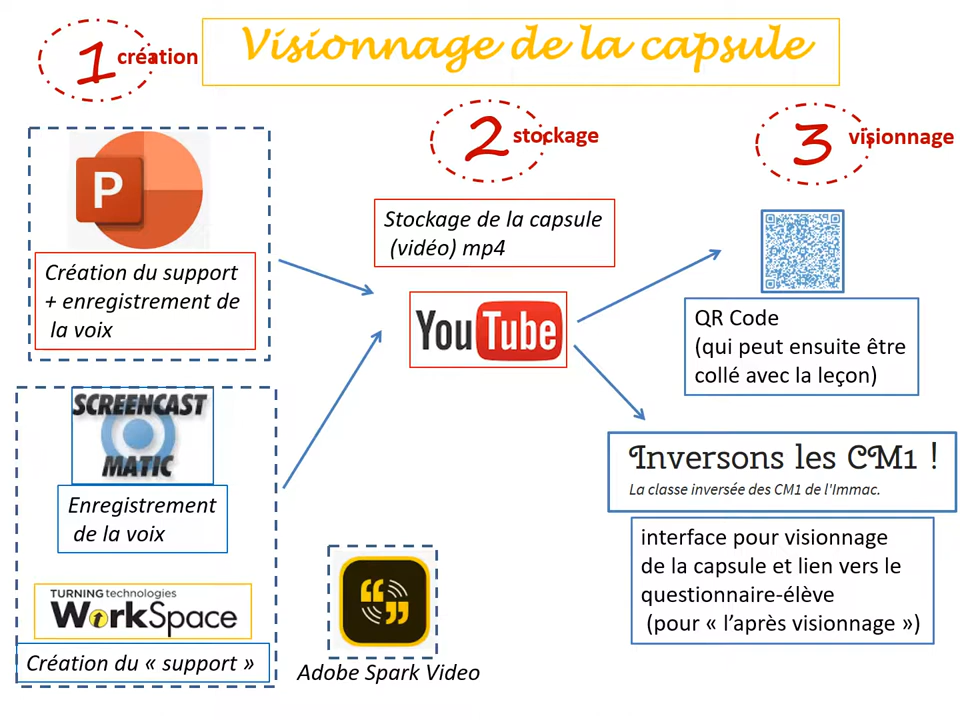 Visionnage de la capsule
1 création
P
Création du support
+ enregistrement de
la voix
SCREENCAST
MATIC
Enregistrement
de la voix
TURNING technologies
WorkSpace
Création du « support »
Adobe Spark Video
2 stockage
Stockage de la capsule
(vidéo) mp4
YouTube
3 visionnage
QR Code
(qui peut ensuite être
collé avec la leçon)
Inversons les CM1 !
La classe inversée des CM1 de l'Immac.
interface pour visionnage
de la capsule et lien vers le
questionnaire-élève
(pour « l’après visionnage »)